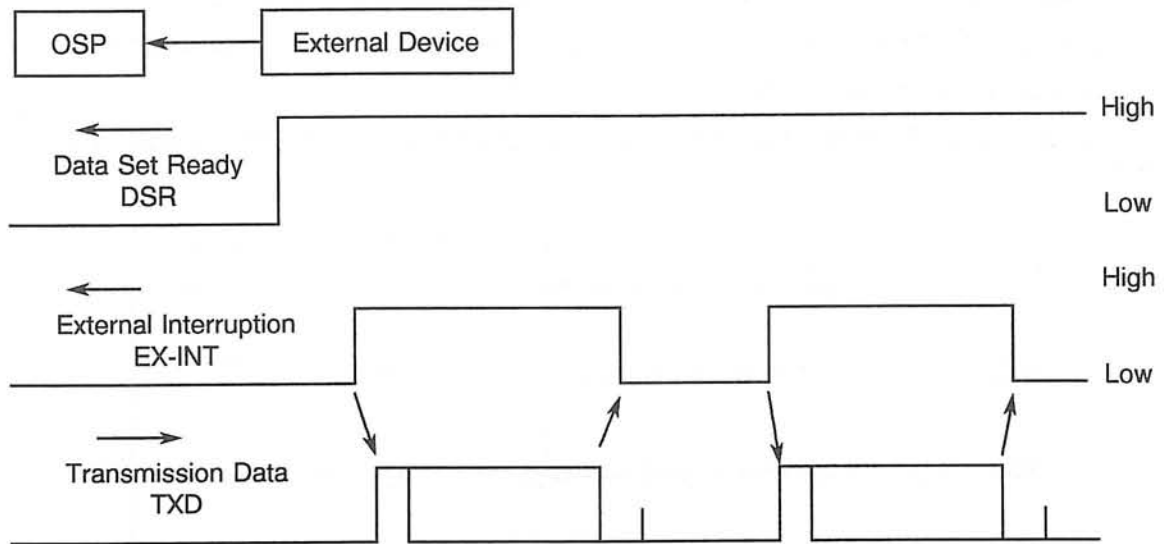 OSP
External Device
High
Data Set Ready
DSR
Low
High
External Interruption
EX-INT
Low
Transmission Data
TXD